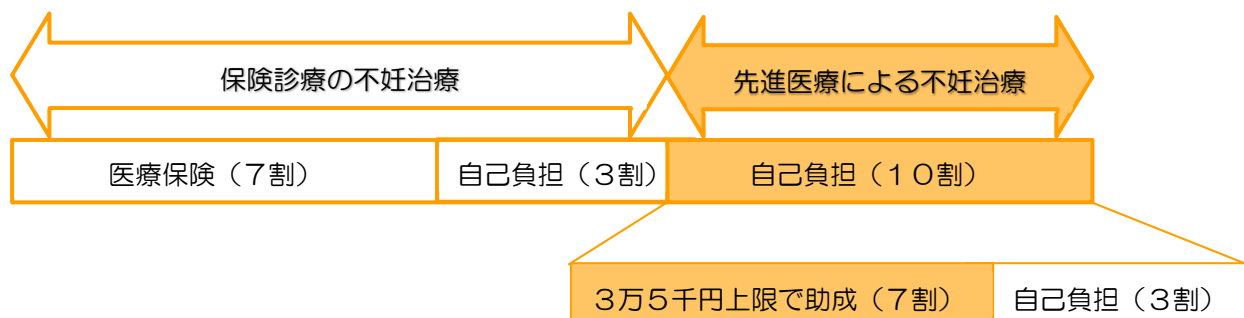 保険診療の不妊治療
先進医療による不妊治療
医療保険（７割）
自己負担（３割）
自己負担（１０割）
３万５千円上限で助成（７割）
自己負担（３割）